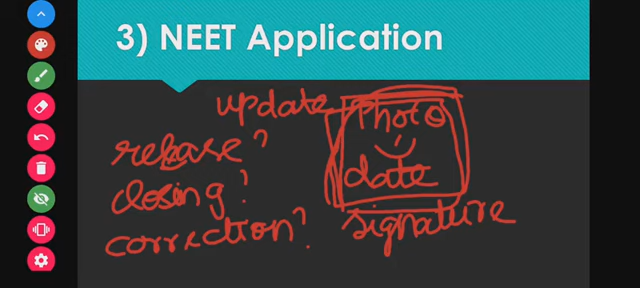 3) NEET Application
update
release?
closing?
correction?
Photo
date
signature